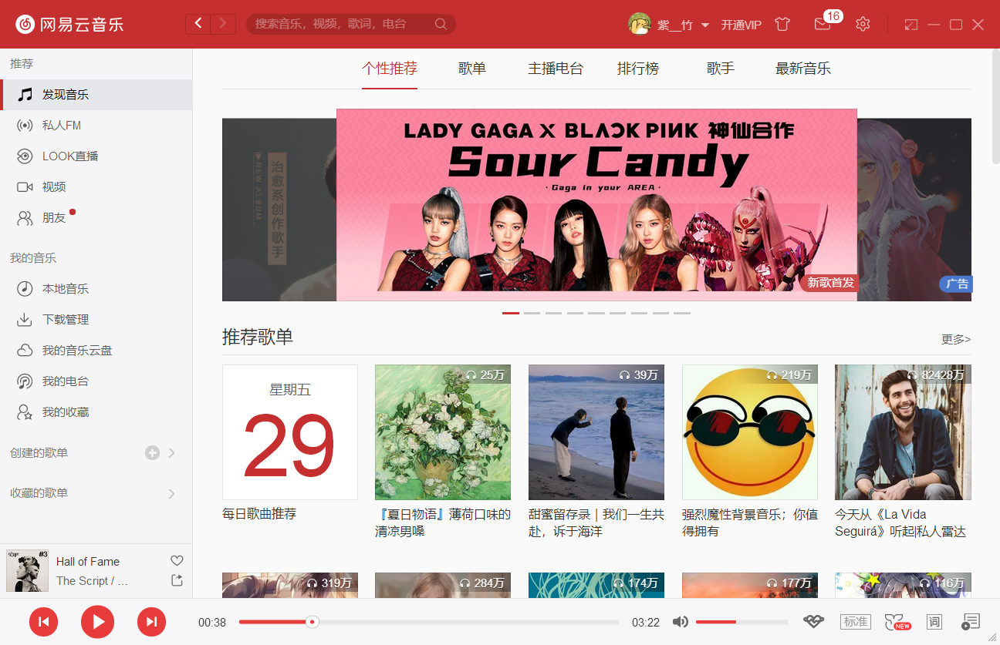 网易云音乐
搜索音乐，视频，歌词，电台
紫__竹
开通VIP
16
推荐
发现音乐
私人FM
LOOK直播
视频
朋友
我的音乐
本地音乐
下载管理
我的音乐云盘
我的电台
我的收藏
创建的歌单
收藏的歌单
个性推荐 歌单 主播电台 排行榜 歌手 最新音乐
治愈系创作歌手
NEW ALBUM
LADY GAGA X BLACKPINK 神仙合作
Sour Candy
· Gaga in your AREA ·
新歌首发
广告
推荐歌单
更多>
星期五
29
每日歌曲推荐
25万
『夏日物语』薄荷口味的
清凉男嗓
39万
甜蜜留存录｜我们一生共
赴，诉于海洋
219万
强烈魔性背景音乐；你值
得拥有
82428万
今天从《La Vida
Seguirá》听起|私人雷达
319万
284万
174万
177万
116万
#3
Hall of Fame
The Script / ...
00:38
03:22
标准
NEW
词